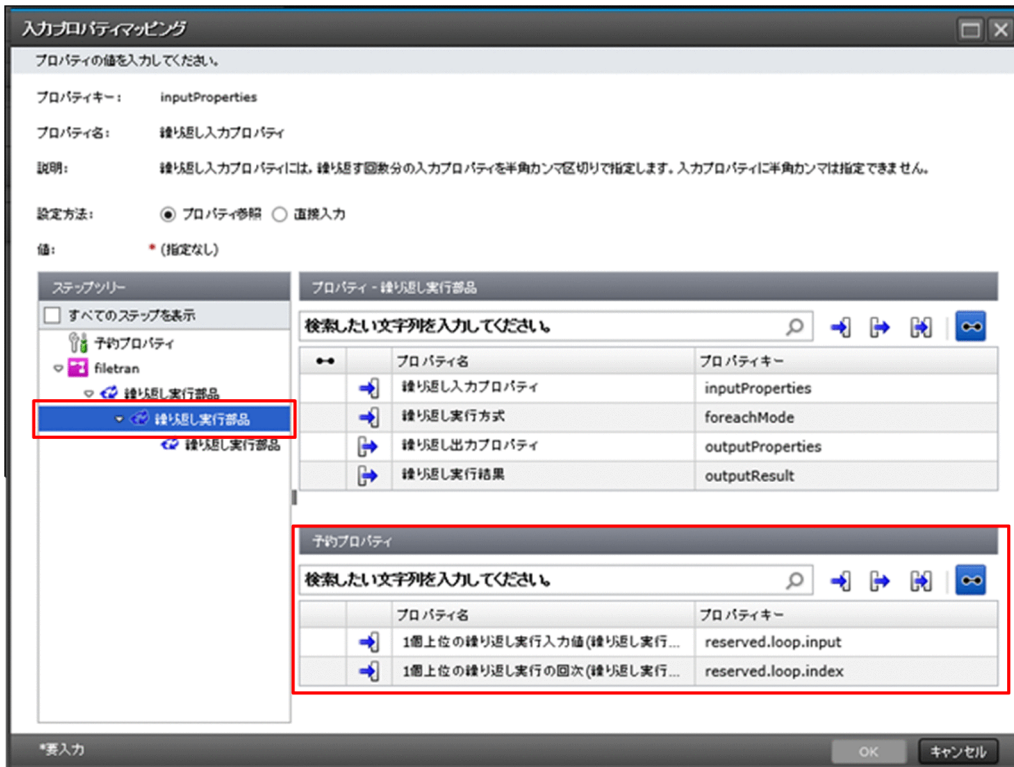 入力プロパティマッピング
プロパティの値を入力してください。
プロパティキー： inputProperties
プロパティ名： 繰り返し入力プロパティ
説明： 繰り返し入力プロパティには，繰り返す回数分の入力プロパティを半角カンマ区切りで指定します。入力プロパティに半角カンマは指定できません。
設定方法： プロパティ参照 直接入力
値： * (指定なし)
ステップツリー
すべてのステップを表示
予約プロパティ
filetran
繰り返し実行部品
繰り返し実行部品
繰り返し実行部品
プロパティ - 繰り返し実行部品
検索したい文字列を入力してください。
プロパティ名 プロパティキー
繰り返し入力プロパティ inputProperties
繰り返し実行方式 foreachMode
繰り返し出力プロパティ outputProperties
繰り返し実行結果 outputResult
予約プロパティ
検索したい文字列を入力してください。
プロパティ名 プロパティキー
1個上位の繰り返し実行入力値(繰り返し実行... reserved.loop.input
1個上位の繰り返し実行の回次(繰り返し実行... reserved.loop.index
*要入力
OK キャンセル